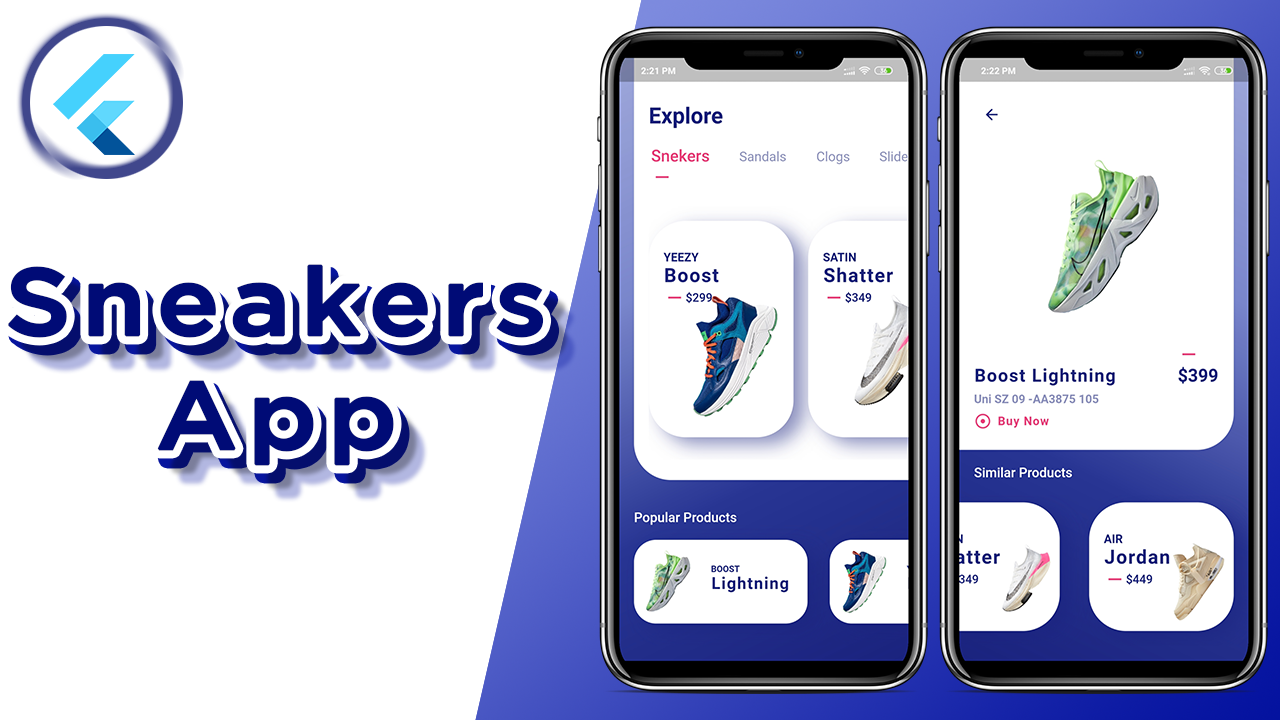 Sneakers
App
2:21 PM
36
Explore
Snekers Sandals Clogs Slide
YEEZY
Boost
$299
SATIN
Shatter
$349
Popular Products
BOOST
Lightning
2:22 PM
36
Boost Lightning
$399
Uni SZ 09 -AA3875 105
Buy Now
Similar Products
N
atter
349
AIR
Jordan
$449